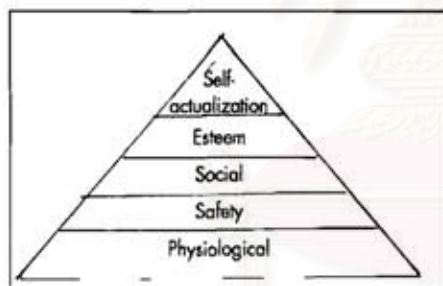 Self-
actualization
Esteem
Social
Safety
Physiological